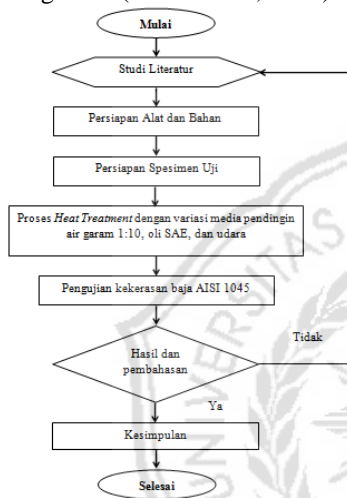 Mulai
Studi Literatur
Persiapan Alat dan Bahan
Persiapan Spesimen Uji
Proses Heat Treatment dengan variasi media pendingin
air garam 1:10, oli SAE, dan udara
Pengujian kekerasan baja AISI 1045
Tidak
Hasil dan
pembahasan
Ya
Kesimpulan
Selesai